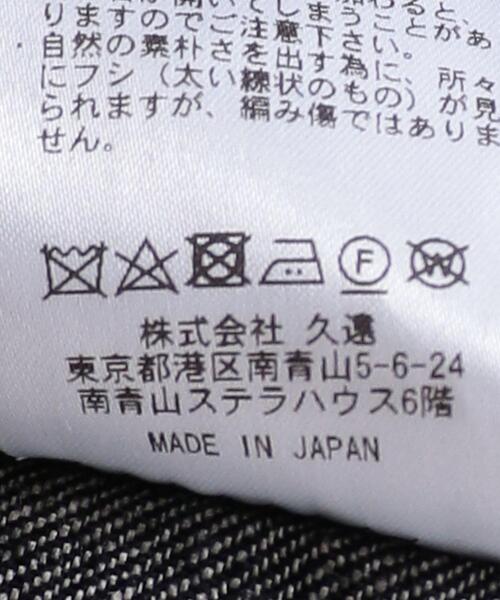 りますのでご注意下さい。
自然の素朴さを出す為に、所々
にフシ（太い線状のもの）が見
られますが、編み傷ではありま
せん。
F
W
株式会社 久遠
東京都港区南青山5-6-24
南青山ステラハウス6階
MADE IN JAPAN